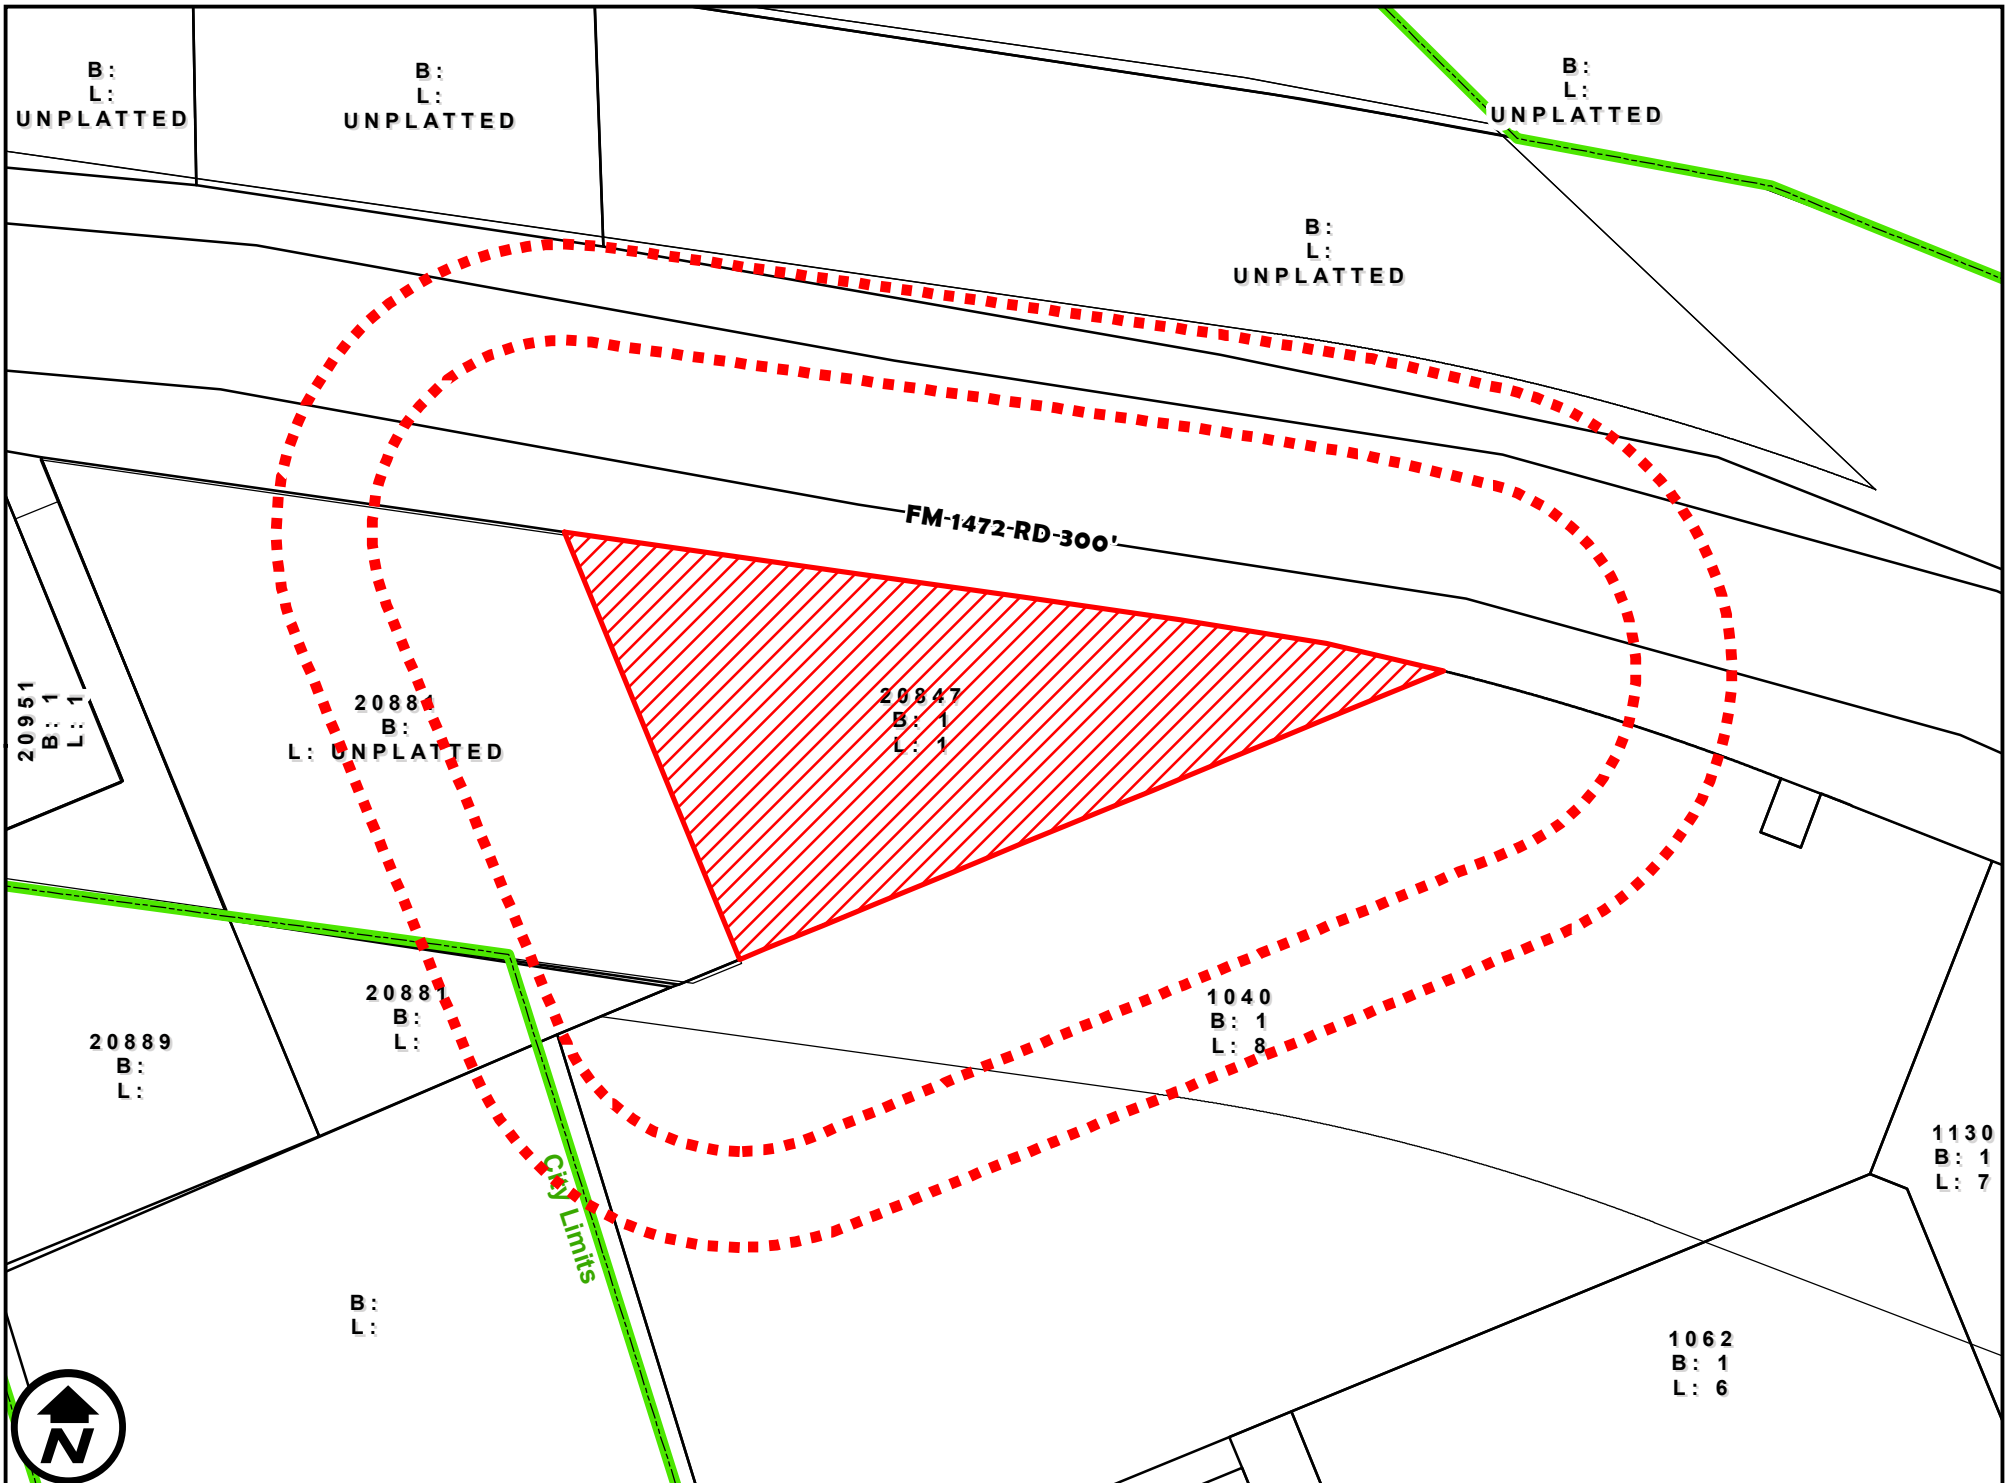 B:
L:
UNPLATTED
B:
L:
UNPLATTED
B:
L:
UNPLATTED
B:
L:
UNPLATTED
FM-1472-RD-300'
20951
B: 1
L: 1
20881
B:
L: UNPLATTED
20847
B: 1
L: 1
20881
B:
L:
20889
B:
L:
1040
B: 1
L: 8
1130
B: 1
L: 7
City Limits
B:
L:
1062
B: 1
L: 6
N